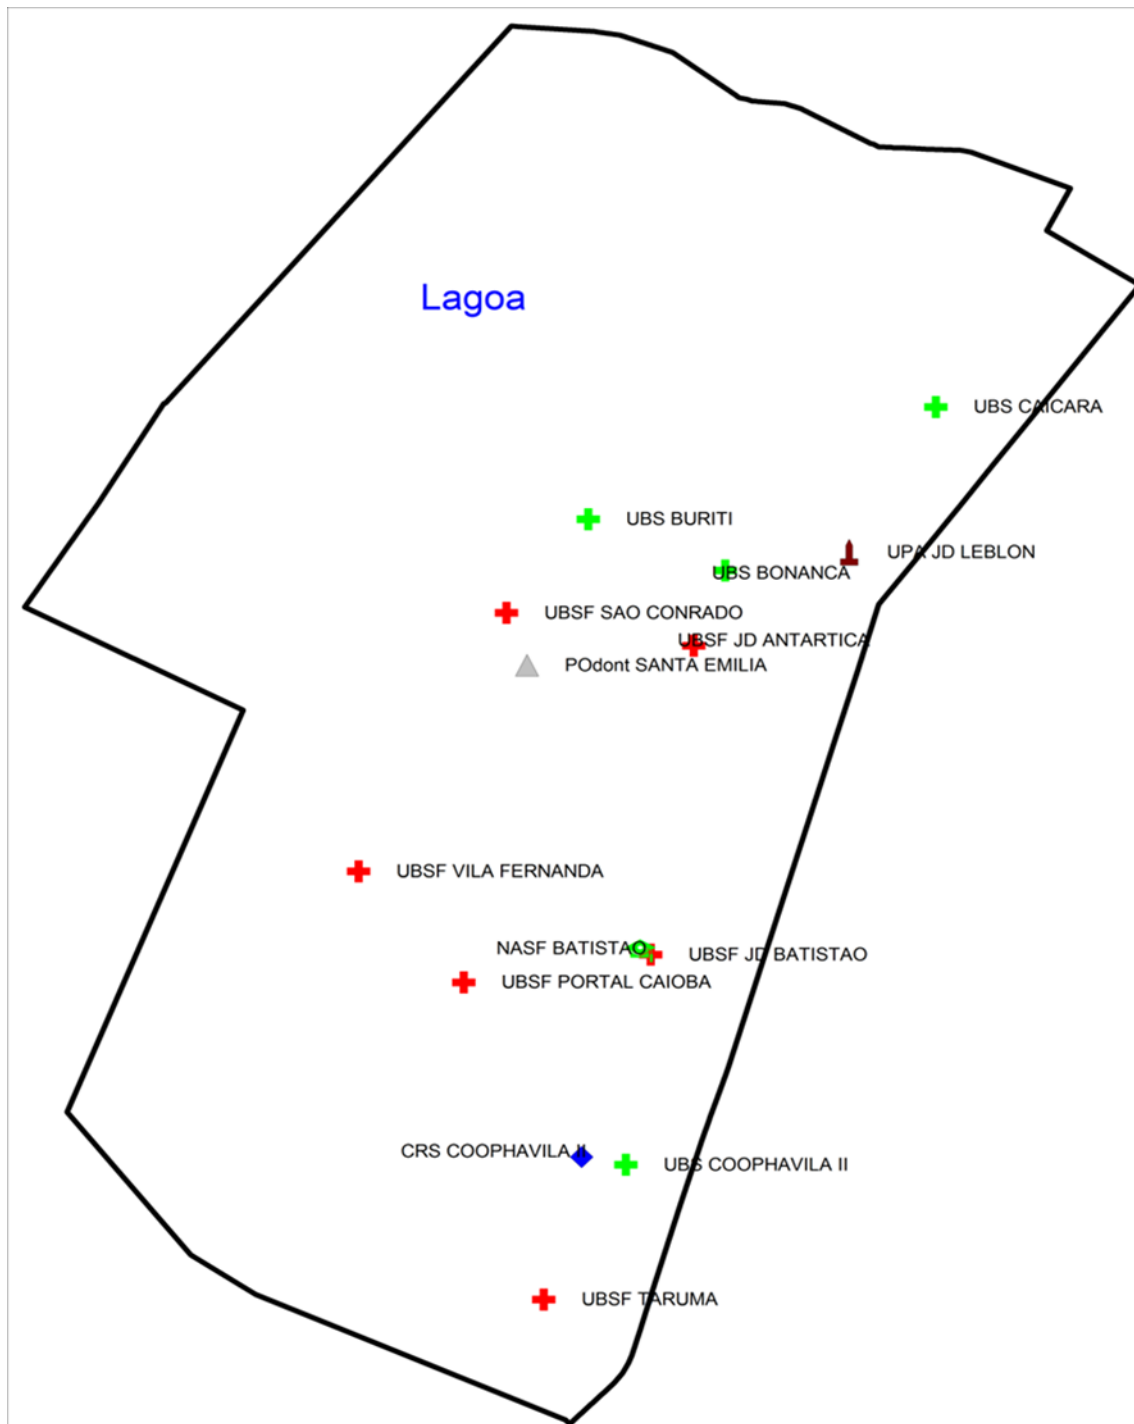 Lagoa
UBS CAICARA
UBS BURITI
UPA JD LEBLON
UBS BONANCA
UBSF SAO CONRADO
UBSF JD ANTARTICA
POdont SANTA EMILIA
UBSF VILA FERNANDA
NASF BATISTAO
UBSF JD BATISTAO
UBSF PORTAL CAIOBA
CRS COOPHAVILA II
UBS COOPHAVILA II
UBSF TARUMA